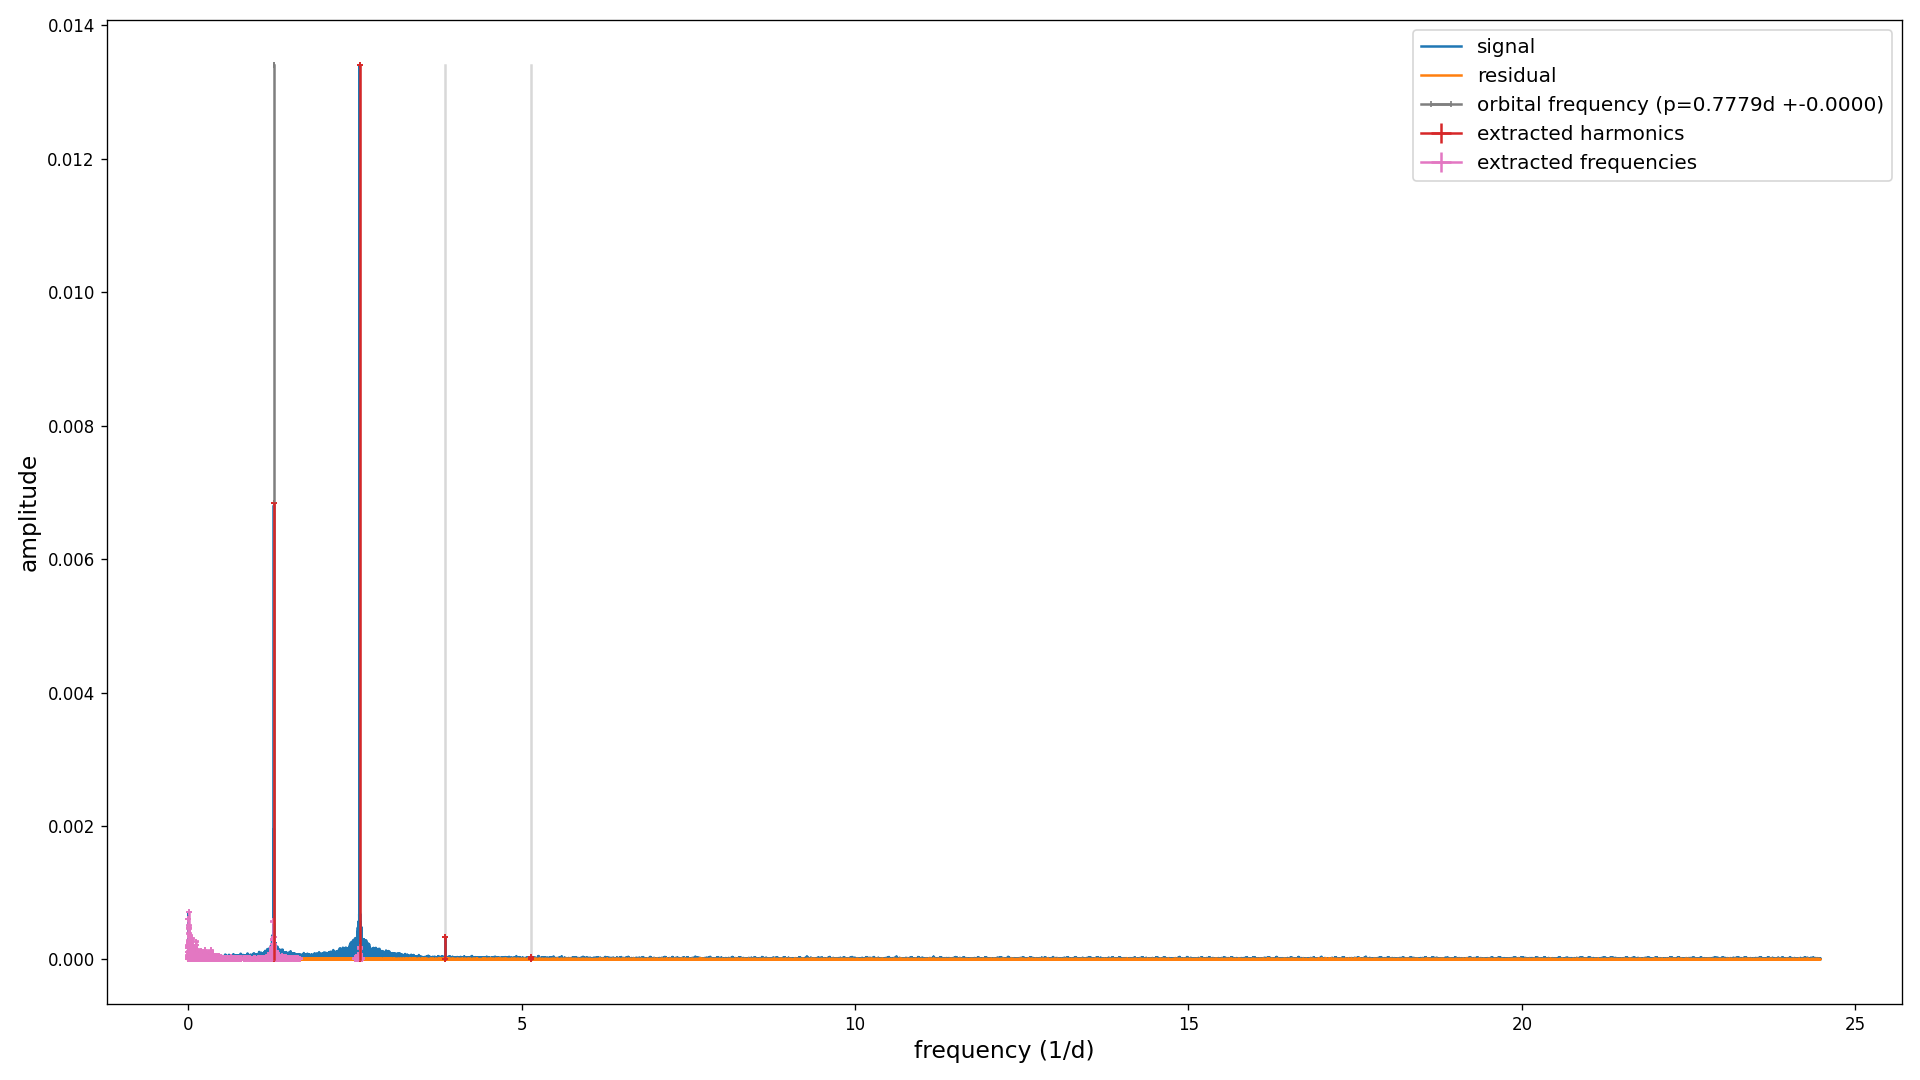 0.014
0.012
0.010
0.008
0.006
0.004
0.002
0.000
amplitude
0
5
10
15
20
25
frequency (1/d)
signal
residual
orbital frequency (p=0.7779d +-0.0000)
extracted harmonics
extracted frequencies